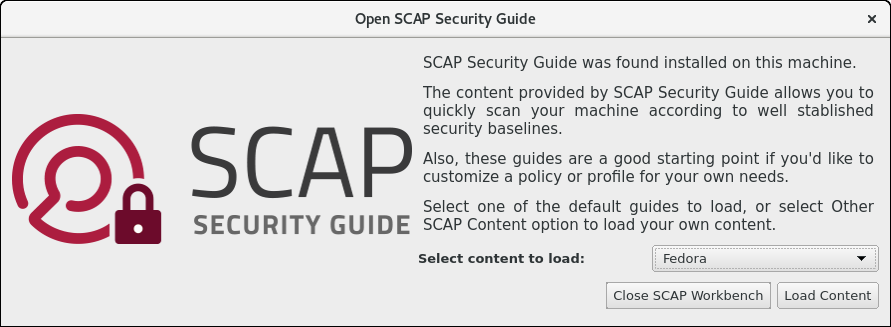 Open SCAP Security Guide
SCAP
SECURITY GUIDE
SCAP Security Guide was found installed on this machine.
The content provided by SCAP Security Guide allows you to
quickly scan your machine according to well stablished
security baselines.
Also, these guides are a good starting point if you'd like to
customize a policy or profile for your own needs.
Select one of the default guides to load, or select Other
SCAP Content option to load your own content.
Select content to load:
Fedora
Close SCAP Workbench
Load Content